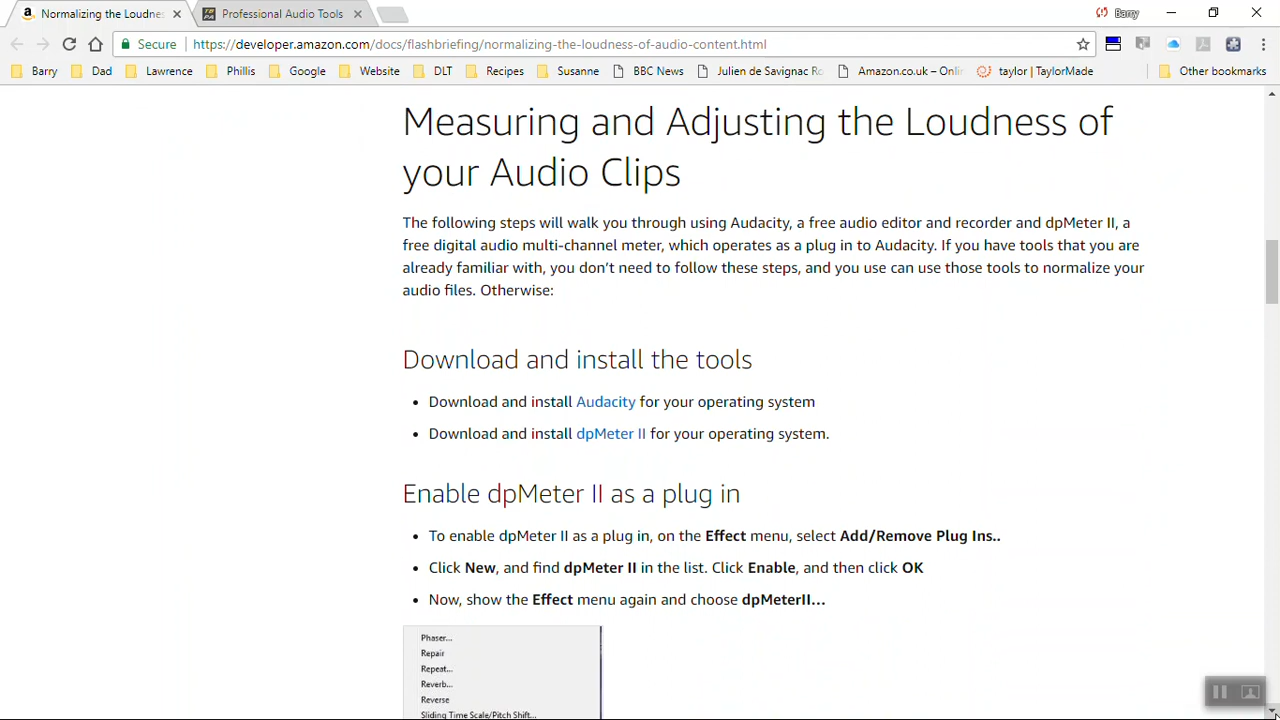 Normalizing the Loudnes
Professional Audio Tools
Barry
Secure
https://developer.amazon.com/docs/flashbriefing/normalizing-the-loudness-of-audio-content.html
Barry
Dad
Lawrence
Phillis
Google
Website
DLT
Recipes
Susanne
BBC News
Julien de Savignac Ro
Amazon.co.uk – Onli
taylor | TaylorMade
Other bookmarks
Measuring and Adjusting the Loudness of
your Audio Clips
The following steps will walk you through using Audacity, a free audio editor and recorder and dpMeter II, a
free digital audio multi-channel meter, which operates as a plug in to Audacity. If you have tools that you are
already familiar with, you don’t need to follow these steps, and you use can use those tools to normalize your
audio files. Otherwise:
Download and install the tools
• Download and install Audacity for your operating system
• Download and install dpMeter II for your operating system.
Enable dpMeter II as a plug in
• To enable dpMeter II as a plug in, on the Effect menu, select Add/Remove Plug Ins..
• Click New, and find dpMeter II in the list. Click Enable, and then click OK
• Now, show the Effect menu again and choose dpMeterII...
Phaser...
Repair
Repeat...
Reverb...
Reverse
Sliding Time Scale/Pitch Shift...